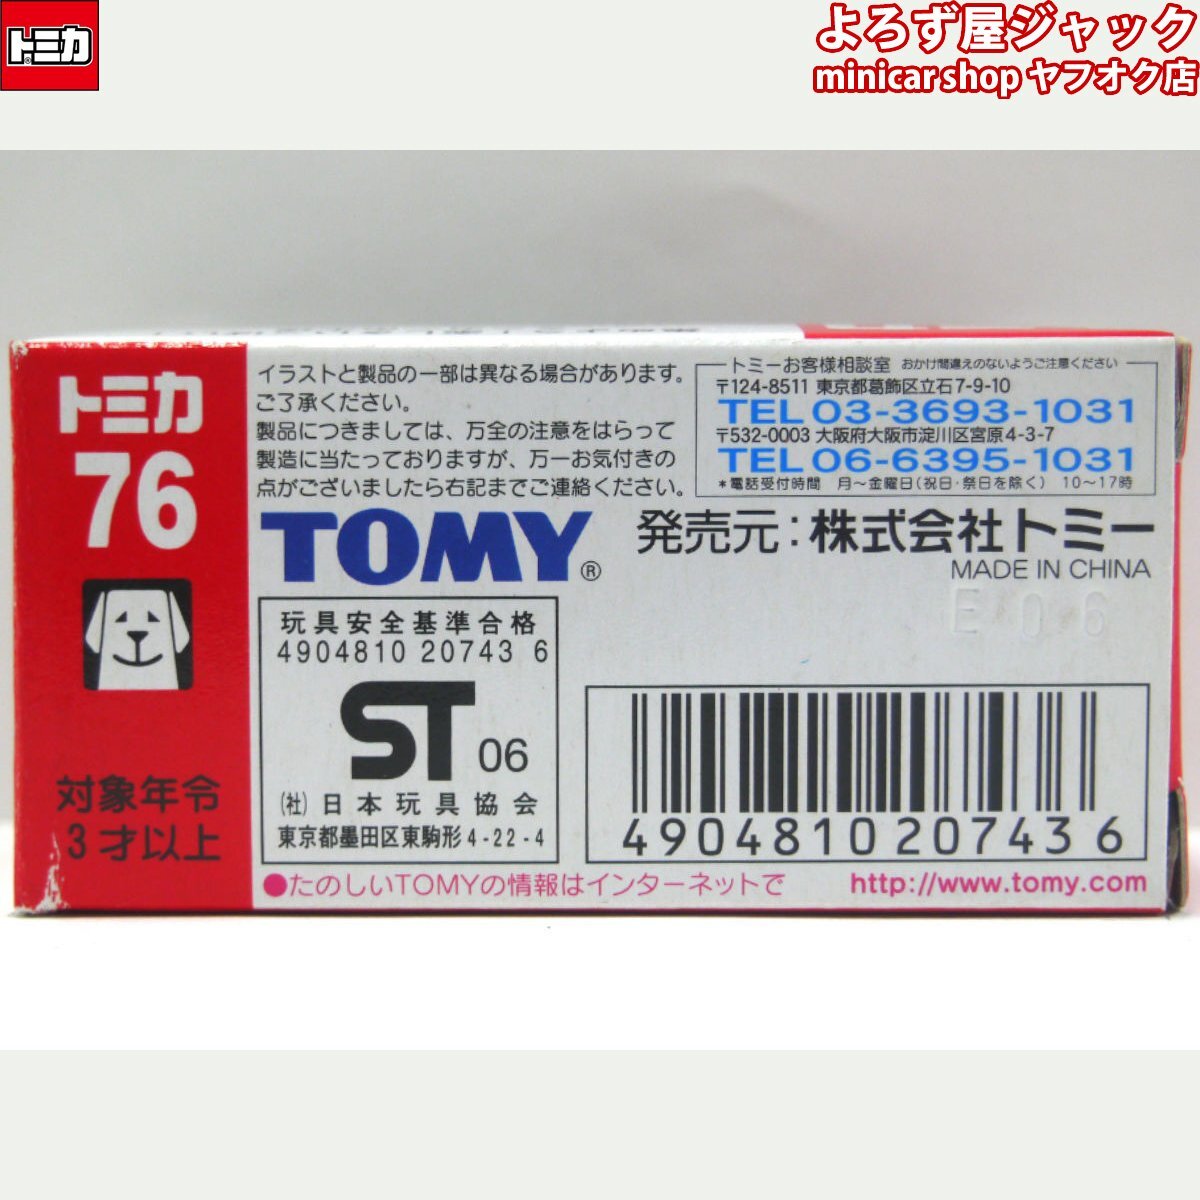 トミカ
よろず屋ジャック
minicar shop ヤフオク店
トミカ
76
対象年令
3才以上
イラストと製品の一部は異なる場合があります。
ご了承ください。
製品につきましては、万全の注意をはらって
製造に当たっておりますが、万一お気付きの
点がございましたら右記までご連絡ください。
トミーお客様相談室 おかけ間違えのないようご注意ください
〒124-8511 東京都葛飾区立石7-9-10
TEL 03-3693-1031
〒532-0003 大阪府大阪市淀川区宮原4-3-7
TEL 06-6395-1031
*電話受付時間 月~金曜日(祝日・祭日を除く) 10~17時
TOMY®
発売元:株式会社トミー
MADE IN CHINA
E 06
玩具安全基準合格
4904810 20743 6
ST 06
(社)日本玩具協会
東京都墨田区東駒形4-22-4
4904810207436
●たのしいTOMYの情報はインターネットで http://www.tomy.com